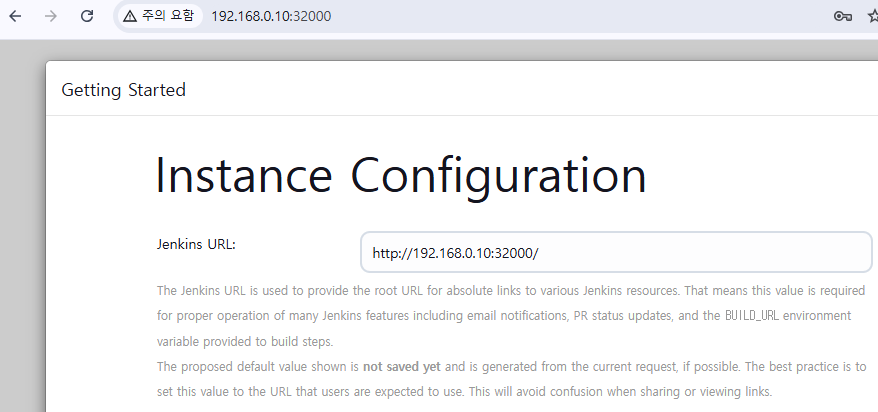 주의 요함 192.168.0.10:32000
Getting Started
Instance Configuration
Jenkins URL:
http://192.168.0.10:32000/
The Jenkins URL is used to provide the root URL for absolute links to various Jenkins resources. That means this value is required
for proper operation of many Jenkins features including email notifications, PR status updates, and the BUILD_URL environment
variable provided to build steps.
The proposed default value shown is not saved yet and is generated from the current request, if possible. The best practice is to
set this value to the URL that users are expected to use. This will avoid confusion when sharing or viewing links.